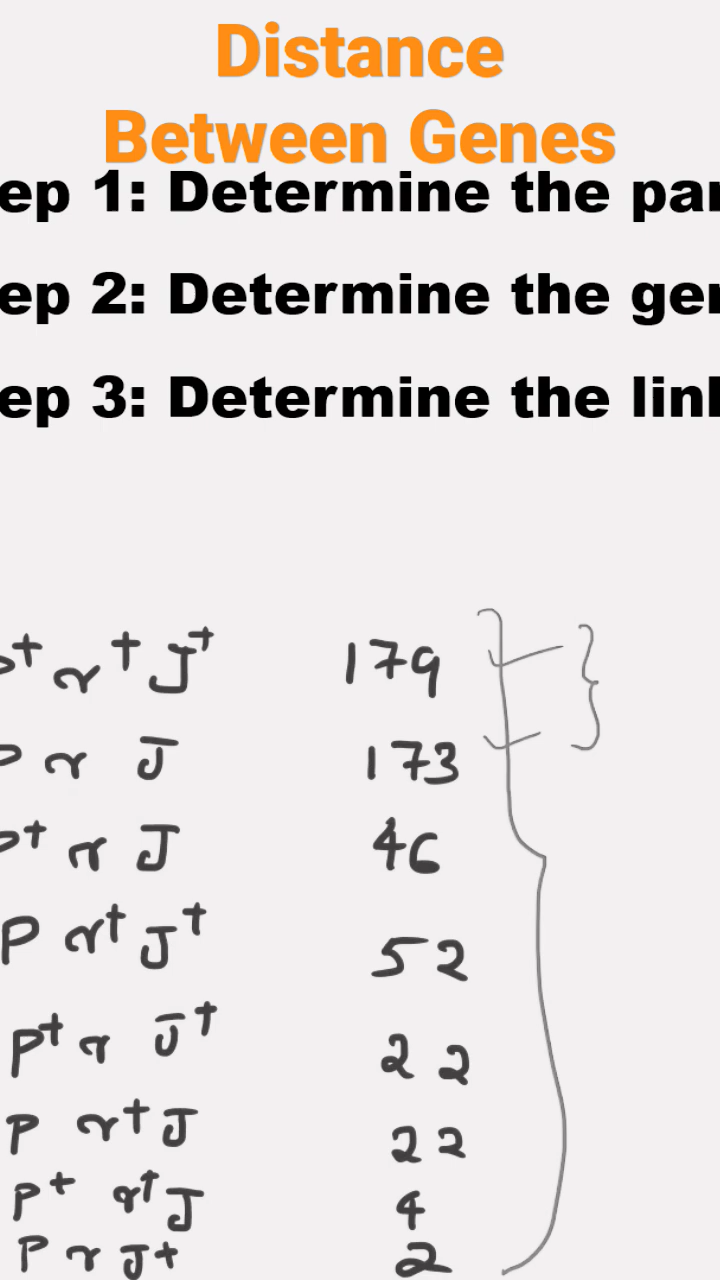 Distance
Between Genes
ep 1: Determine the par
ep 2: Determine the gen
ep 3: Determine the link
P⁺ r⁺ J⁺ 179
P r J 173
P⁺ r J 46
P r⁺ J⁺ 52
P⁺ r J⁺ 22
P r⁺ J 22
P⁺ r⁺ J 4
P r J⁺ 2